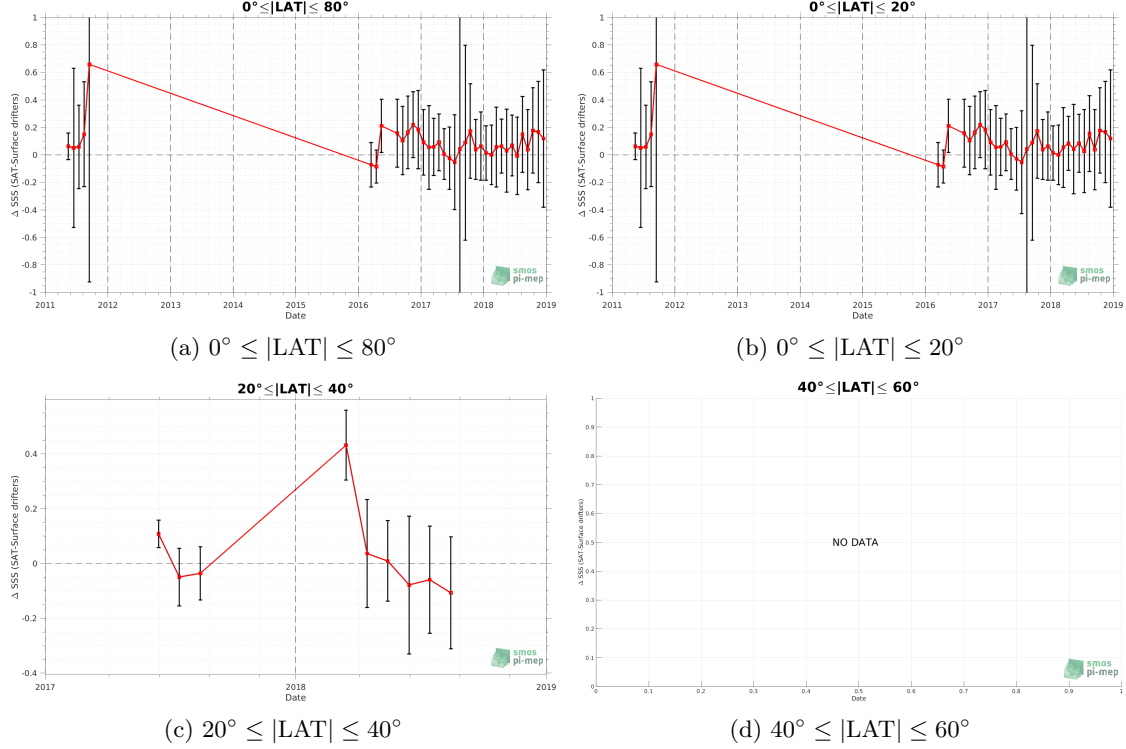 0°≤|LAT|≤ 80°
Δ SSS (SAT-Surface drifters)
1
0.8
0.6
0.4
0.2
0
-0.2
-0.4
-0.6
-0.8
-1
2011 2012 2013 2014 2015 2016 2017 2018 2019
Date
smos
pi-mep
(a) 0° ≤ |LAT| ≤ 80°
0°≤|LAT|≤ 20°
Δ SSS (SAT-Surface drifters)
1
0.8
0.6
0.4
0.2
0
-0.2
-0.4
-0.6
-0.8
-1
2011 2012 2013 2014 2015 2016 2017 2018 2019
Date
smos
pi-mep
(b) 0° ≤ |LAT| ≤ 20°
20°≤|LAT|≤ 40°
Δ SSS (SAT-Surface drifters)
0.4
0.2
0
-0.2
-0.4
2017 2018 2019
Date
smos
pi-mep
(c) 20° ≤ |LAT| ≤ 40°
40°≤|LAT|≤ 60°
Δ SSS (SAT-Surface drifters)
1
0.9
0.8
0.7
0.6
0.5
0.4
0.3
0.2
0.1
0
NO DATA
0 0.1 0.2 0.3 0.4 0.5 0.6 0.7 0.8 0.9 1
Date
smos
pi-mep
(d) 40° ≤ |LAT| ≤ 60°